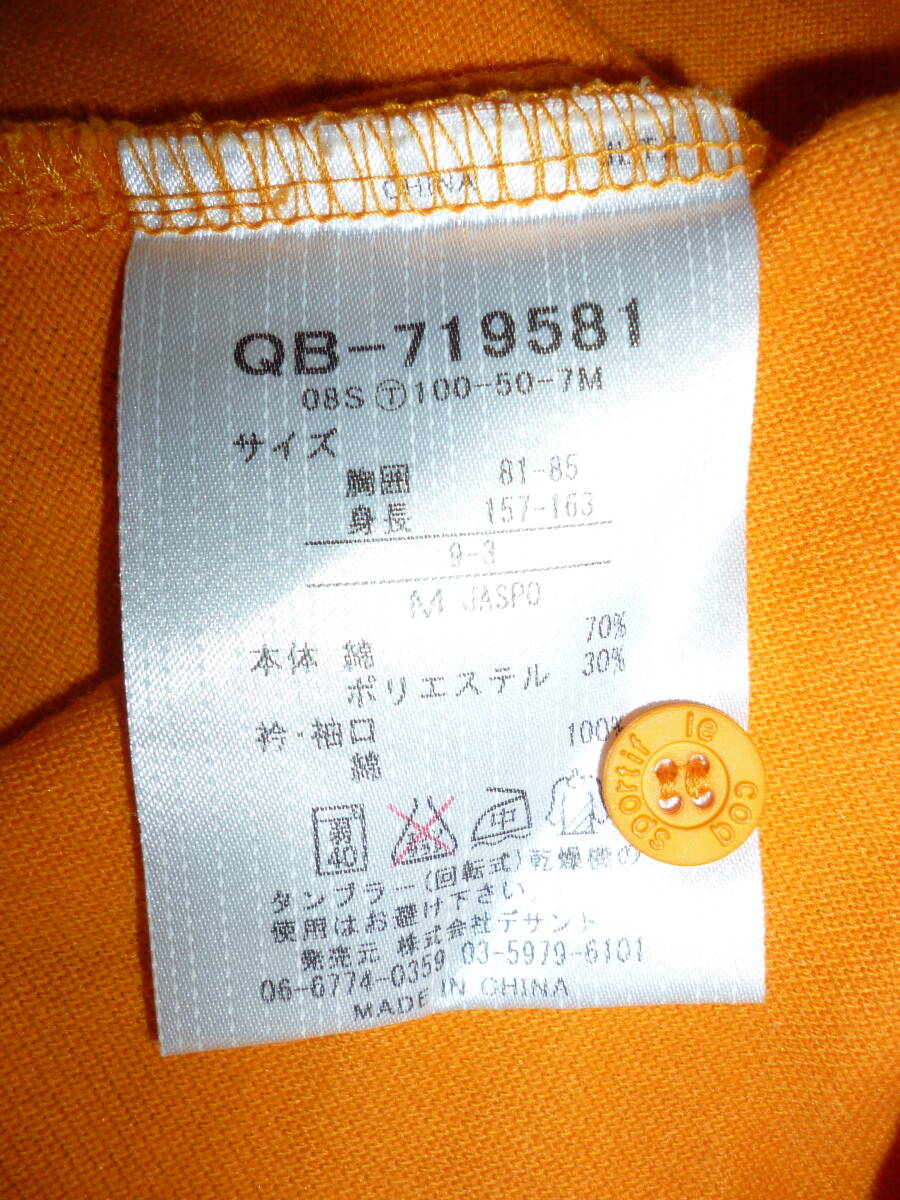 CHINA
QB-719581
08SⓉ100-50-7M
サイズ
胸囲 81-85
身長 157-163
9-3
M JASPO
本体 綿 70%
ポリエステル 30%
衿・袖口 100%
綿
弱 中
40
タンブラー(回転式)乾燥機の
使用はお避け下さい。
発売元 株式会社デサント
06-6774-0359 03-5979-6101
MADE IN CHINA
le coq sportif